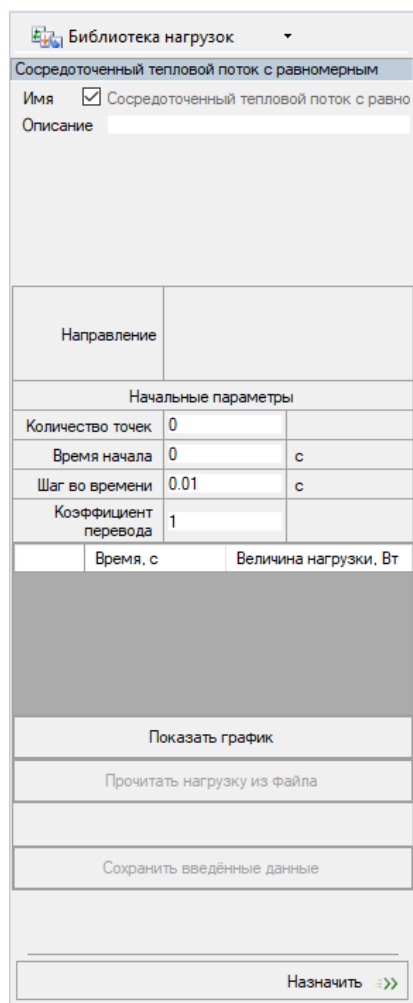 Библиотека нагрузок
Сосредоточенный тепловой поток с равномерным
Имя Сосредоточенный тепловой поток с равно
Описание
Направление
Начальные параметры
Количество точек 0
Время начала 0 с
Шаг во времени 0.01 с
Коэффициент
перевода 1
Время, с Величина нагрузки, Вт
Показать график
Прочитать нагрузку из файла
Сохранить введённые данные
Назначить